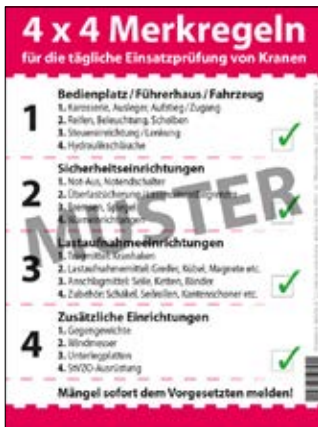 4 x 4 Merkregeln
für die tägliche Einsatzprüfung von Kranen
1
Bedienplatz / Führerhaus / Fahrzeug
1. Karosserie, Ausleger, Aufstieg / Zugang
2. Reifen, Beleuchtung, Scheiben
3. Steuereinrichtung / Lenkung
4. Hydraulikschläuche
2
Sicherheitseinrichtungen
1. Not-Aus, Notendschalter
2. Überlastsicherung /
3. Bremsen,
4. Warneinrichtungen
MUSTER
3
Lastaufnahmeeinrichtungen
1. Tragmittel: Kranhaken
2. Lastaufnahmemittel: Greifer, Kübel, Magnete etc.
3. Anschlagmittel: Seile, Ketten, Bänder
4. Zubehör: Schäkel, Seilrollen, Kantenschoner etc.
4
Zusätzliche Einrichtungen
1. Gegengewichte
2. Windmesser
3. Unterlegplatten
4. StVZO-Ausrüstung
Mängel sofort dem Vorgesetzten melden!